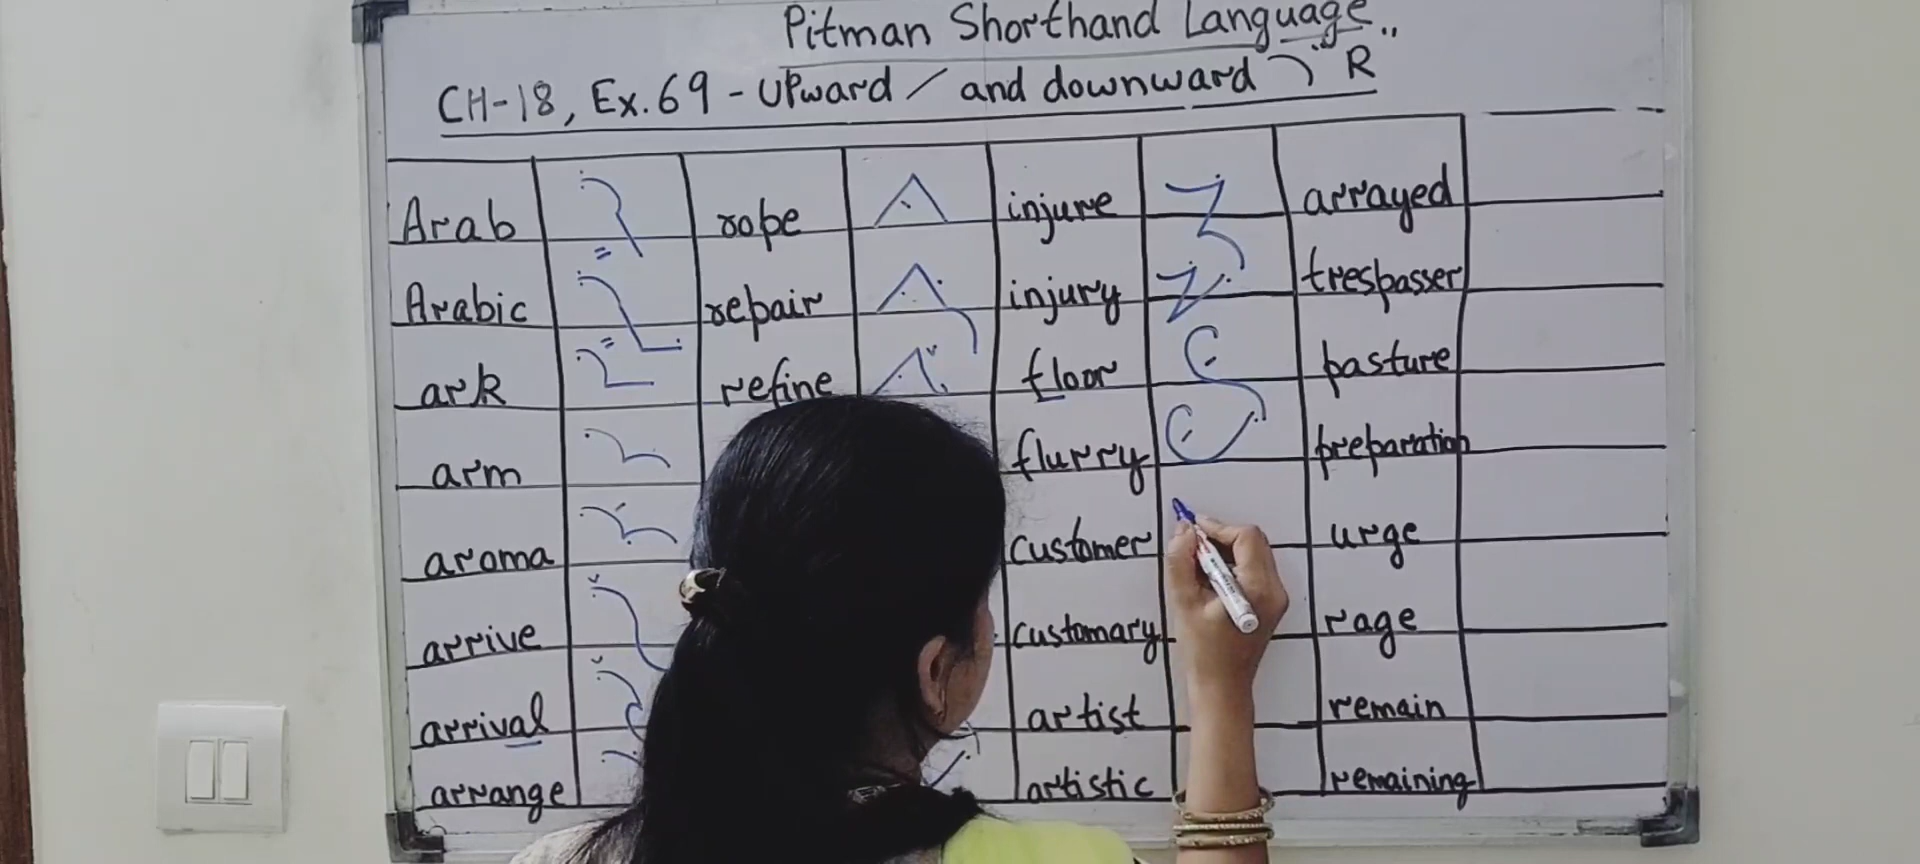 Pitman Shorthand Language
CH-18, Ex. 69 - Upward / and downward R
Arab rope injure arrayed
Arabic repair injury trespasser
ark refine floor pasture
arm flurry preparation
aroma customer urge
arrive customary rage
arrival artist remain
arrange artistic remaining